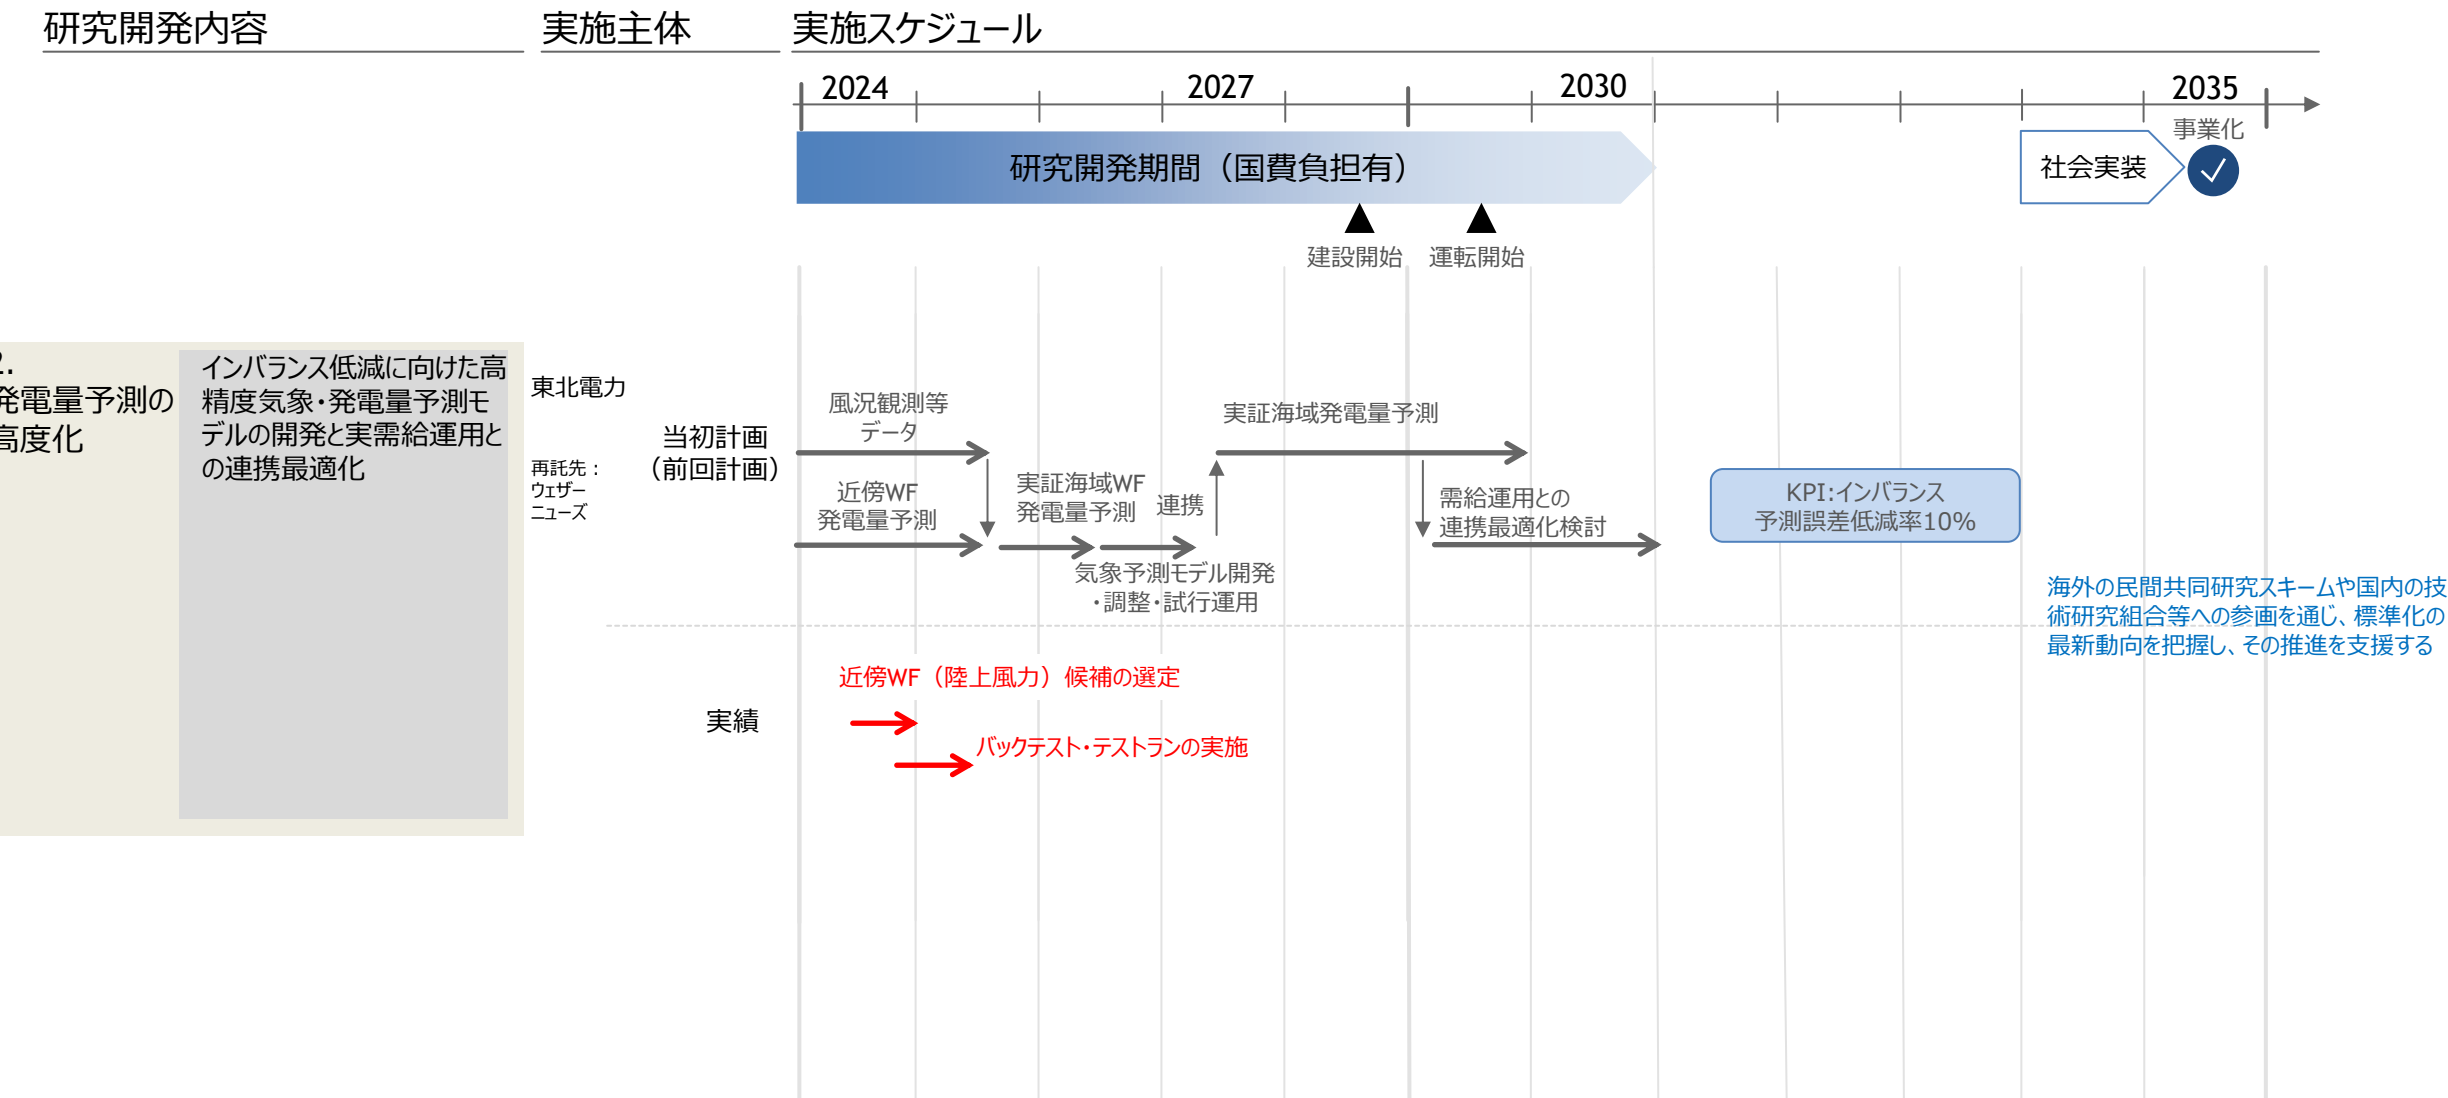 研究開発内容
実施主体
実施スケジュール
2024
2027
2030
2035
事業化
研究開発期間（国費負担有）
社会実装
建設開始
運転開始
2.
発電量予測の
高度化
インバランス低減に向けた高
精度気象・発電量予測モ
デルの開発と実需給運用と
の連携最適化
東北電力
再託先：
ウェザー
ニューズ
当初計画
（前回計画）
風況観測等
データ
近傍WF
発電量予測
実証海域WF
発電量予測
連携
気象予測モデル開発
・調整・試行運用
実証海域発電量予測
需給運用との
連携最適化検討
KPI:インバランス
予測誤差低減率10%
海外の民間共同研究スキームや国内の技
術研究組合等への参画を通じ、標準化の
最新動向を把握し、その推進を支援する
実績
近傍WF（陸上風力）候補の選定
バックテスト・テストランの実施